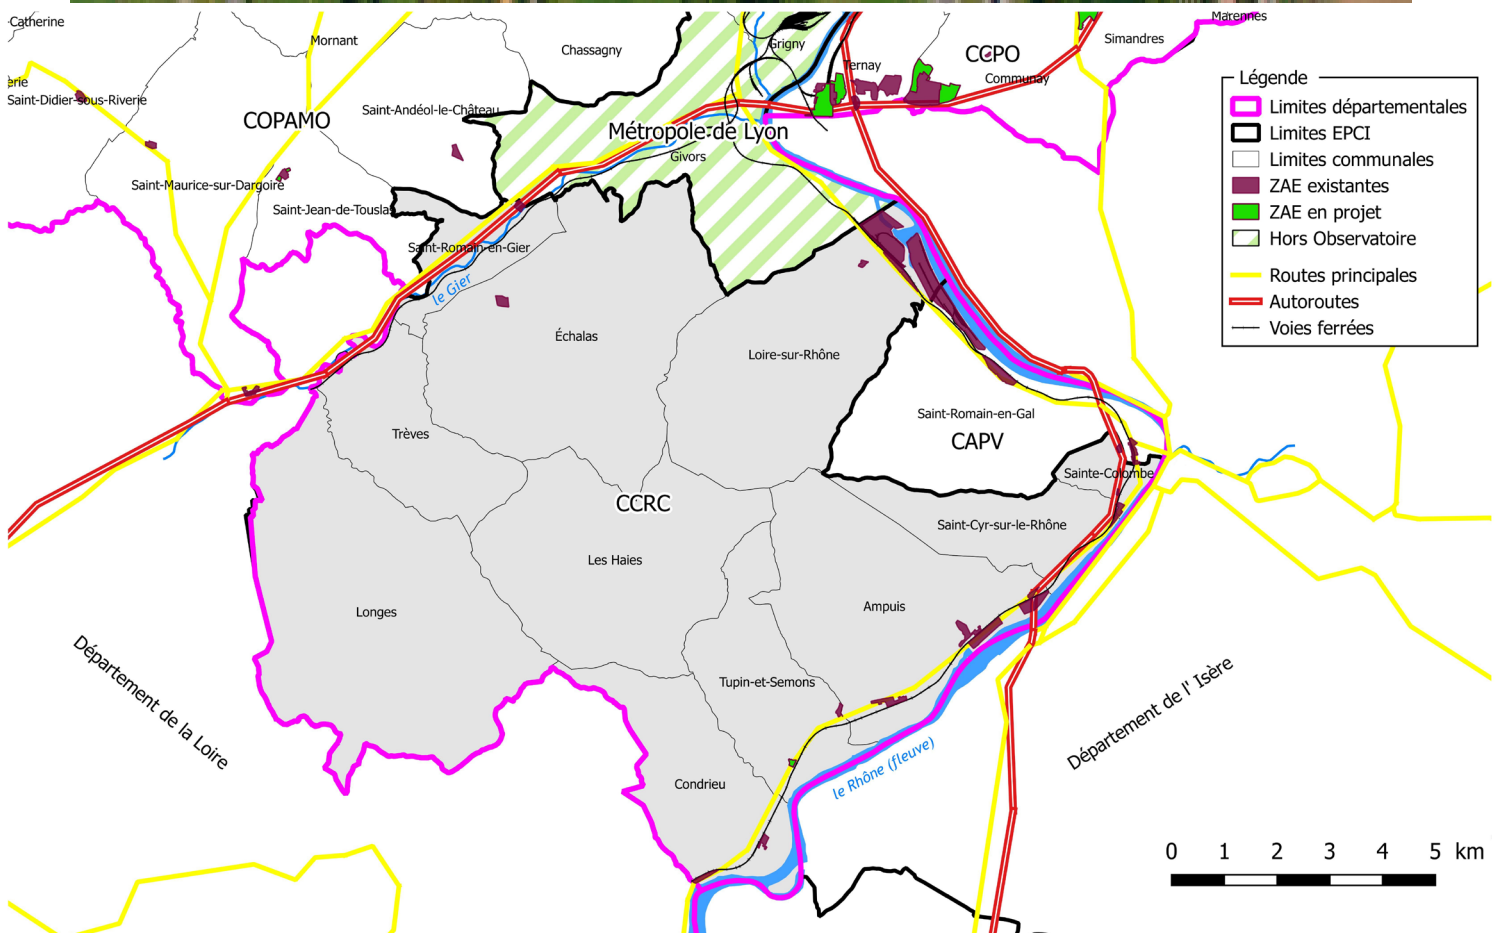 Catherine
Marennes
Mornant
Chassagny
Grigny
CCPO
Simandres
Ternay
Communay
erie
Saint-Didier-sous-Riverie
Saint-Andéol-le-Château
COPAMO
Métropole de Lyon
Givors
Saint-Maurice-sur-Dargoire
Saint-Jean-de-Touslas
Saint-Romain-en-Gier
le Gier
Échalas
Loire-sur-Rhône
Saint-Romain-en-Gal
CAPV
Trèves
Sainte-Colombe
CCRC
Saint-Cyr-sur-le-Rhône
Les Haies
Longes
Ampuis
Tupin-et-Semons
Condrieu
le Rhône (fleuve)
Département de la Loire
Département de l' Isère
Légende
Limites départementales
Limites EPCI
Limites communales
ZAE existantes
ZAE en projet
Hors Observatoire
Routes principales
Autoroutes
Voies ferrées
0 1 2 3 4 5 km